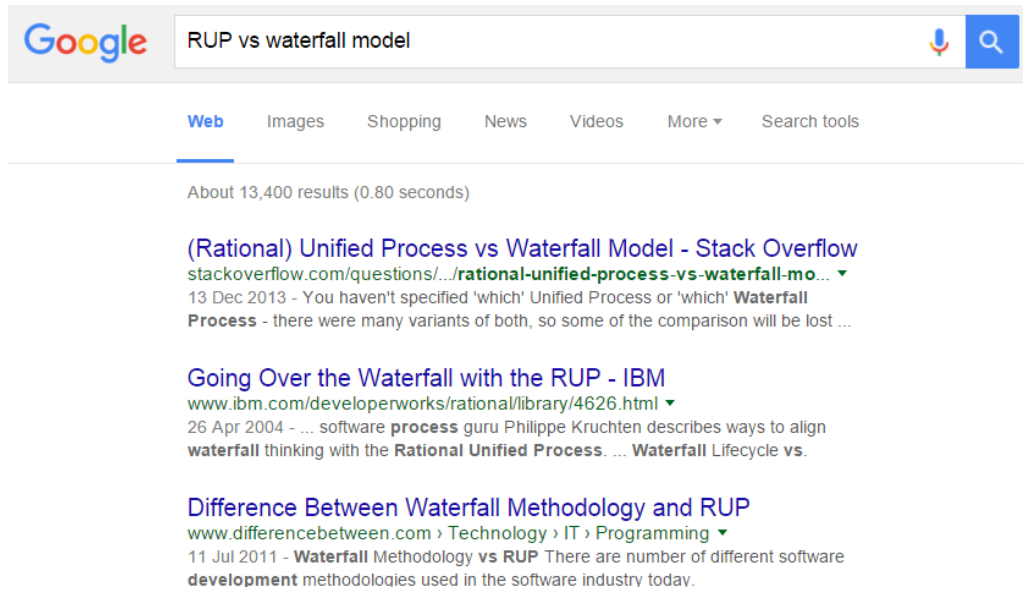 Google
RUP vs waterfall model
Web Images Shopping News Videos More Search tools
About 13,400 results (0.80 seconds)
(Rational) Unified Process vs Waterfall Model - Stack Overflow
stackoverflow.com/questions/.../rational-unified-process-vs-waterfall-mo...
13 Dec 2013 - You haven't specified 'which' Unified Process or 'which' Waterfall
Process - there were many variants of both, so some of the comparison will be lost ...
Going Over the Waterfall with the RUP - IBM
www.ibm.com/developerworks/rational/library/4626.html
26 Apr 2004 - ... software process guru Philippe Kruchten describes ways to align
waterfall thinking with the Rational Unified Process. ... Waterfall Lifecycle vs.
Difference Between Waterfall Methodology and RUP
www.differencebetween.com › Technology › IT › Programming
11 Jul 2011 - Waterfall Methodology vs RUP There are number of different software
development methodologies used in the software industry today.